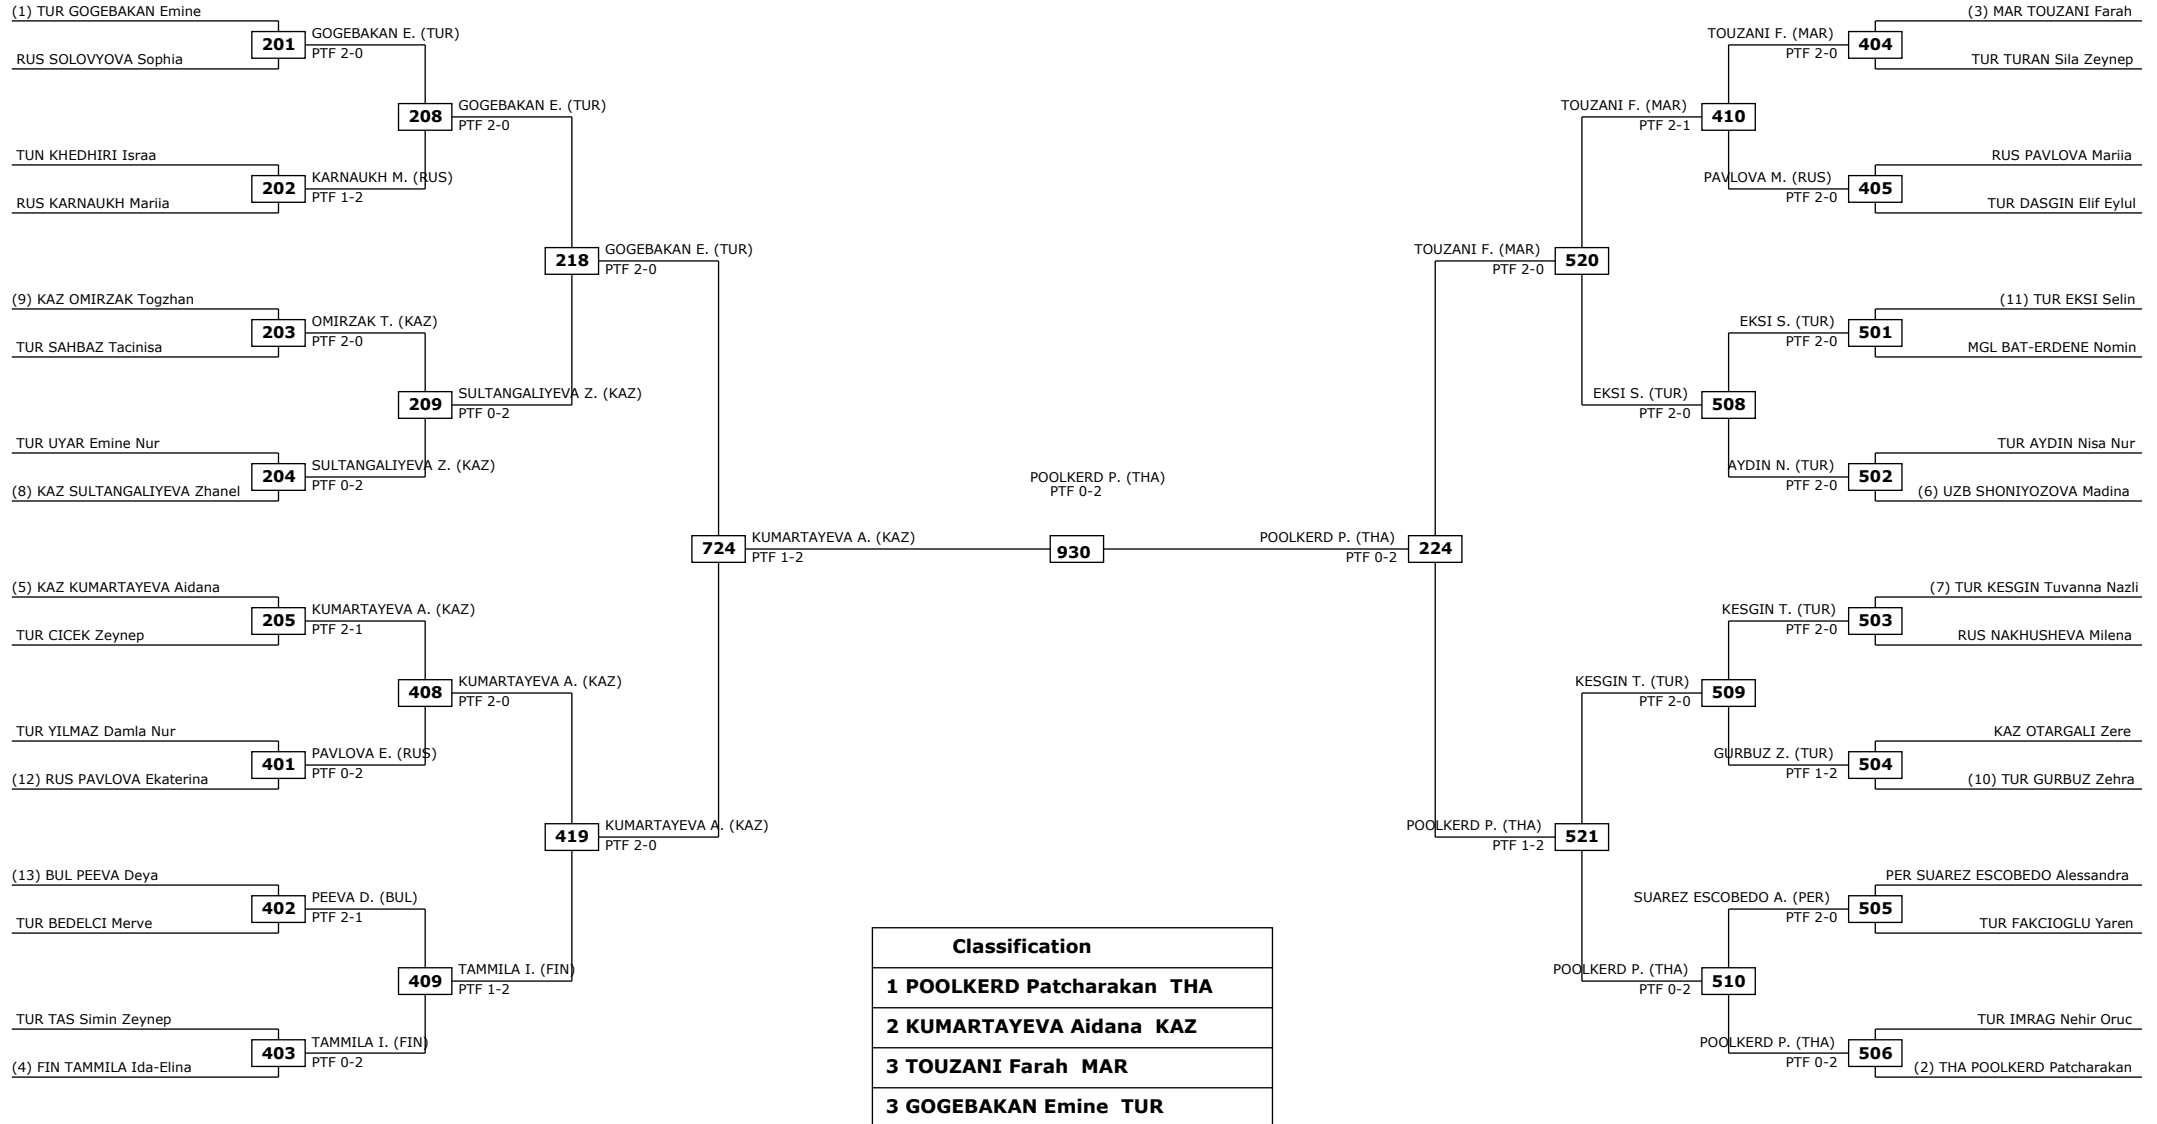 (1) TUR GOGEBAKAN Emine
201
GOGEBAKAN E. (TUR)
PTF 2-0
RUS SOLOVYOVA Sophia
208
GOGEBAKAN E. (TUR)
PTF 2-0
TUN KHEDHIRI Israa
202
KARNAUKH M. (RUS)
PTF 1-2
RUS KARNAUKH Mariia
218
GOGEBAKAN E. (TUR)
PTF 2-0
(9) KAZ OMIRZAK Togzhan
203
OMIRZAK T. (KAZ)
PTF 2-0
TUR SAHBAZ Tacinisa
209
SULTANGALIYEVA Z. (KAZ)
PTF 0-2
TUR UYAR Emine Nur
204
SULTANGALIYEVA Z. (KAZ)
PTF 0-2
(8) KAZ SULTANGALIYEVA Zhanel
724
KUMARTAYEVA A. (KAZ)
PTF 1-2
(5) KAZ KUMARTAYEVA Aidana
205
KUMARTAYEVA A. (KAZ)
PTF 2-1
TUR CICEK Zeynep
408
KUMARTAYEVA A. (KAZ)
PTF 2-0
TUR YILMAZ Damla Nur
401
PAVLOVA E. (RUS)
PTF 0-2
(12) RUS PAVLOVA Ekaterina
419
KUMARTAYEVA A. (KAZ)
PTF 2-0
(13) BUL PEEVA Deya
402
PEEVA D. (BUL)
PTF 2-1
TUR BEDELCI Merve
409
TAMMILA I. (FIN)
PTF 1-2
TUR TAS Simin Zeynep
403
TAMMILA I. (FIN)
PTF 0-2
(4) FIN TAMMILA Ida-Elina
POOLKERD P. (THA)
PTF 0-2
930
(3) MAR TOUZANI Farah
TOUZANI F. (MAR)
PTF 2-0
404
TUR TURAN Sila Zeynep
TOUZANI F. (MAR)
PTF 2-1
410
RUS PAVLOVA Mariia
PAVLOVA M. (RUS)
PTF 2-0
405
TUR DASGIN Elif Eylul
TOUZANI F. (MAR)
PTF 2-0
520
(11) TUR EKSI Selin
EKSI S. (TUR)
PTF 2-0
501
MGL BAT-ERDENE Nomin
EKSI S. (TUR)
PTF 2-0
508
TUR AYDIN Nisa Nur
AYDIN N. (TUR)
PTF 2-0
502
(6) UZB SHONIYOZOVA Madina
POOLKERD P. (THA)
PTF 0-2
224
(7) TUR KESGIN Tuvanna Nazli
KESGIN T. (TUR)
PTF 2-0
503
RUS NAKHUSHEVA Milena
KESGIN T. (TUR)
PTF 2-0
509
KAZ OTARGALI Zere
GURBUZ Z. (TUR)
PTF 1-2
504
(10) TUR GURBUZ Zehra
POOLKERD P. (THA)
PTF 1-2
521
PER SUAREZ ESCOBEDO Alessandra
SUAREZ ESCOBEDO A. (PER)
PTF 2-0
505
TUR FAKCIOGLU Yaren
POOLKERD P. (THA)
PTF 0-2
510
TUR IMRAG Nehir Oruc
POOLKERD P. (THA)
PTF 0-2
506
(2) THA POOLKERD Patcharakan
Classification
1 POOLKERD Patcharakan THA
2 KUMARTAYEVA Aidana KAZ
3 TOUZANI Farah MAR
3 GOGEBAKAN Emine TUR